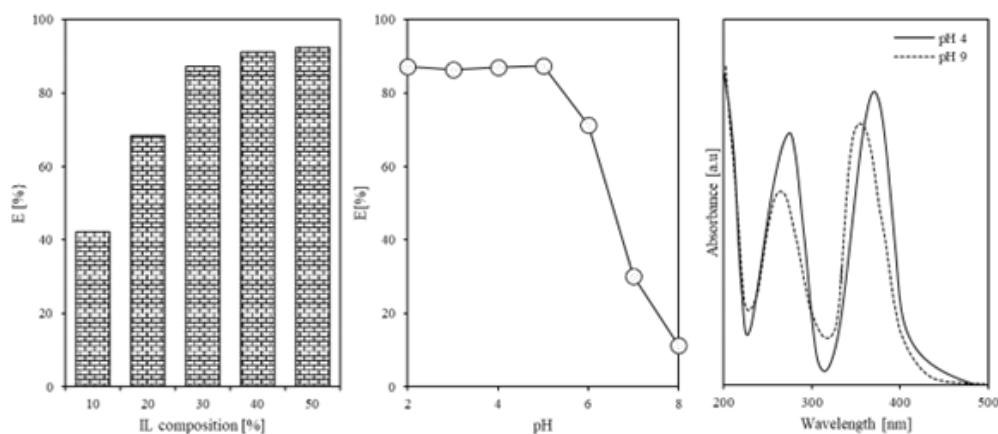 100
80
60
40
20
0
E [%]
10 20 30 40 50
IL composition [%]
100
80
60
40
20
0
E[%]
2 4 6 8
pH
pH 4
pH 9
Absorbance [a.u]
200 300 400 500
Wavelength [nm]